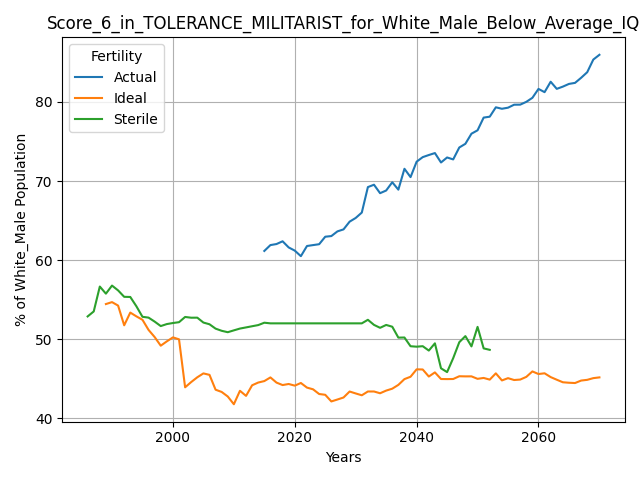 Score_6_in_TOLERANCE_MILITARIST_for_White_Male_Below_Average_IQ
Fertility
Actual
Ideal
Sterile
% of White_Male Population
80
70
60
50
40
2000
2020
2040
2060
Years